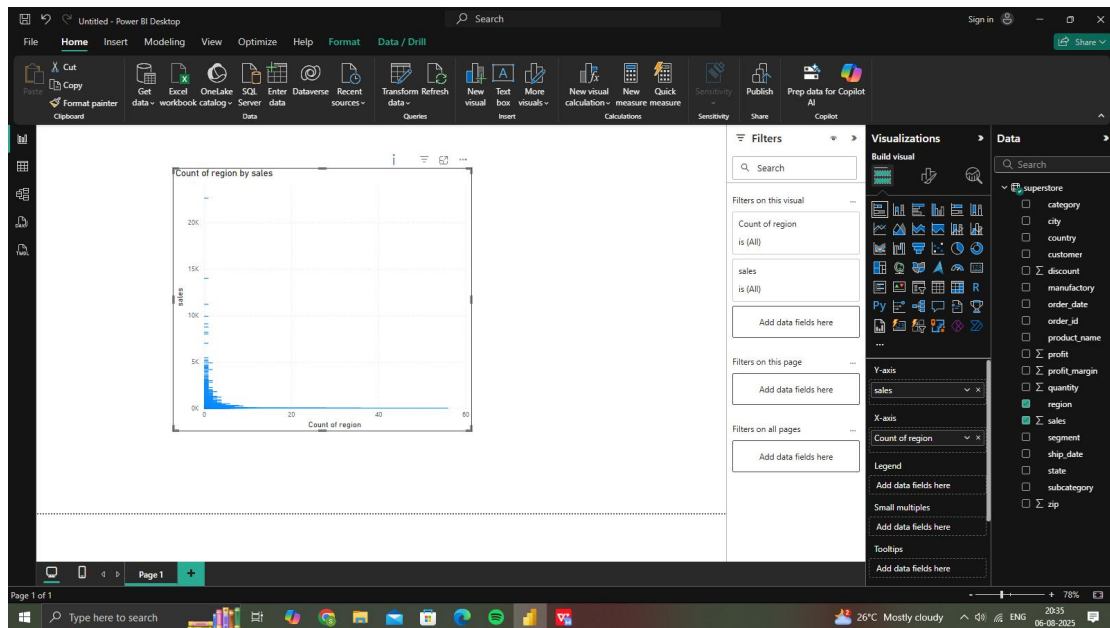 Untitled - Power BI Desktop
Search
Sign in
File Home Insert Modeling View Optimize Help Format Data / Drill
Share
Paste
Cut
Copy
Format painter
Clipboard
Get data
Excel workbook
OneLake catalog
SQL Server
Enter data
Dataverse
Recent sources
Data
Transform data
Refresh
Queries
New visual
Text box
More visuals
Insert
New visual calculation
New measure
Quick measure
Calculations
Sensitivity
Sensitivity
Publish
Share
Prep data for AI
Copilot
Copilot
Count of region by sales
20K
15K
10K
5K
0K
sales
0 20 40 60
Count of region
Filters
Search
Filters on this visual
Count of region
is (All)
sales
is (All)
Add data fields here
Filters on this page
Add data fields here
Filters on all pages
Add data fields here
Visualizations
Build visual
R
Py
Y-axis
sales
X-axis
Count of region
Legend
Add data fields here
Small multiples
Add data fields here
Tooltips
Add data fields here
Data
Search
superstore
category
city
country
customer
discount
manufactory
order_date
order_id
product_name
profit
profit_margin
quantity
region
sales
segment
ship_date
state
subcategory
zip
Page 1
Page 1 of 1
78%
Type here to search
26°C Mostly cloudy
ENG
20:35
06-08-2025